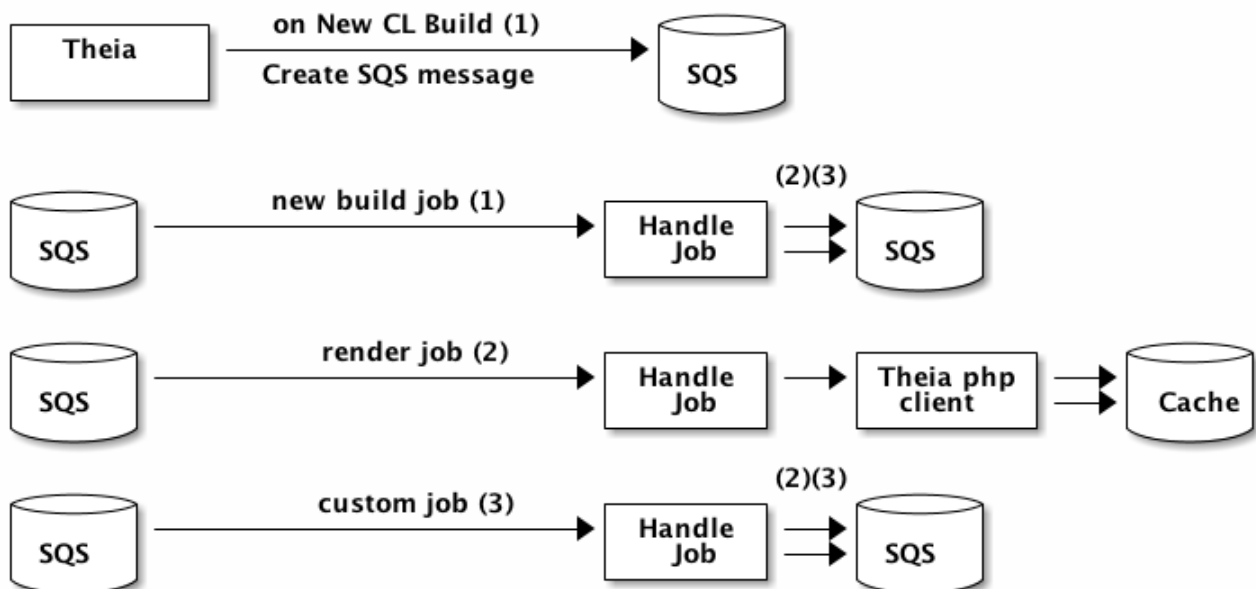 on New CL Build (1)
Theia
Create SQS message
SQS
(2)(3)
new build job (1)
SQS
Handle
Job
SQS
render job (2)
SQS
Handle
Job
Theia php
client
Cache
(2)(3)
custom job (3)
SQS
Handle
Job
SQS